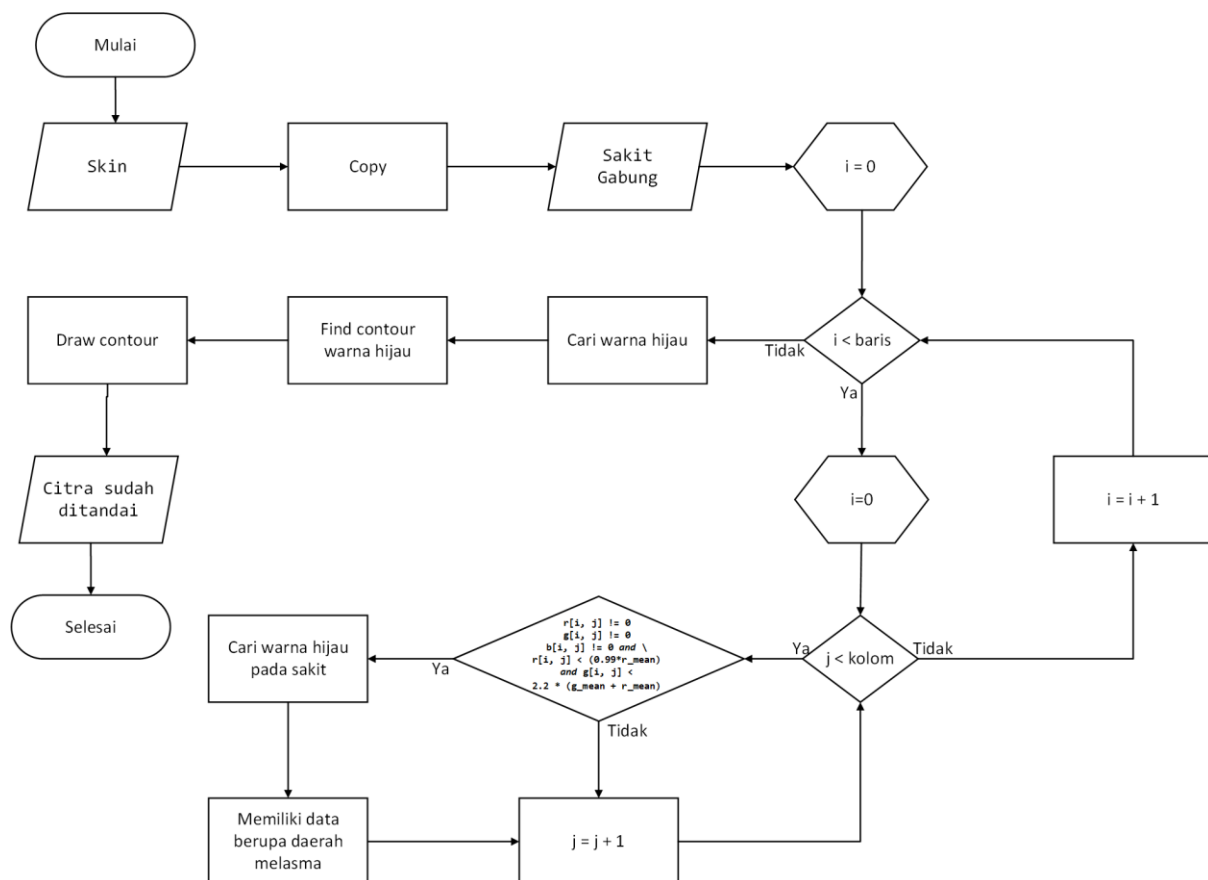 Mulai
Skin
Copy
Sakit
Gabung
i = 0
Draw contour
Find contour
warna hijau
Cari warna hijau
Tidak
i < baris
Ya
Citra sudah
ditandai
i=0
i = i + 1
Selesai
Cari warna hijau
pada sakit
Ya
r[i, j] != 0
g[i, j] != 0
b[i, j] != 0 and \
r[i, j] < (0.99*r_mean)
and g[i, j] <
2.2 * (g_mean + r_mean)
Ya
j < kolom
Tidak
Tidak
Memiliki data
berupa daerah
melasma
j = j + 1